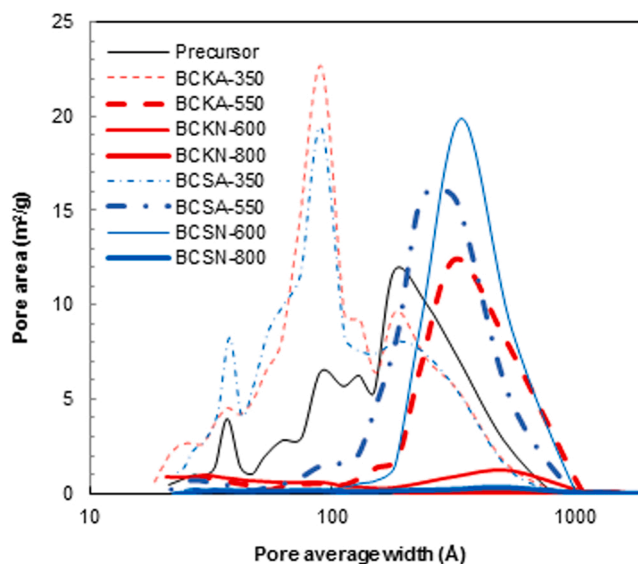 25
20
15
10
5
0
Pore area (m²/g)
Precursor
BCKA-350
BCKA-550
BCKN-600
BCKN-800
BCSA-350
BCSA-550
BCSN-600
BCSN-800
10 100 1000
Pore average width (Å)